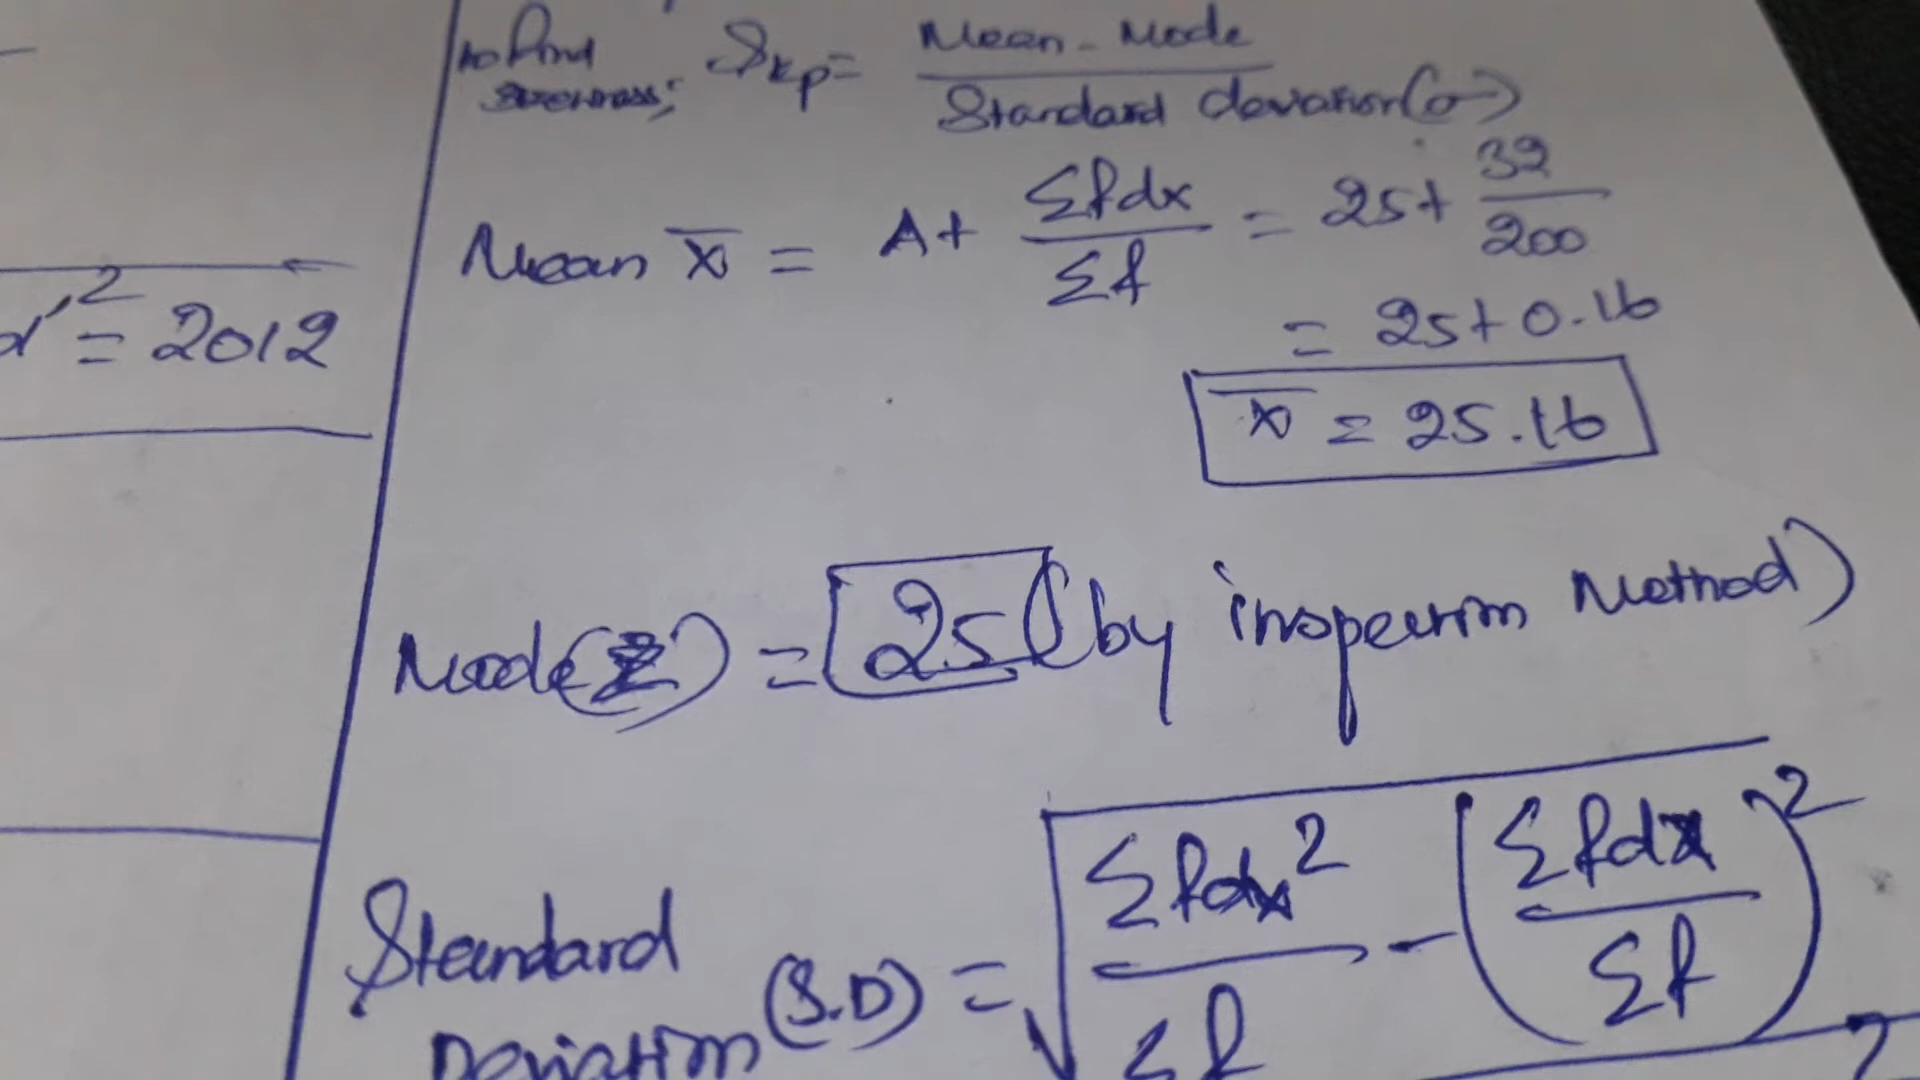 d'² = 2012
to find skewness; Skp = Mean - Mode / Standard deviation (σ)
Mean x̄ = A + Σfdx / Σf = 25 + 32 / 200
= 25 + 0.16
x̄ = 25.16
Mode (Z) = 25 (by inspection Method)
Standard Deviation (S.D) = √ Σfdx² / Σf - (Σfdx / Σf)²
2